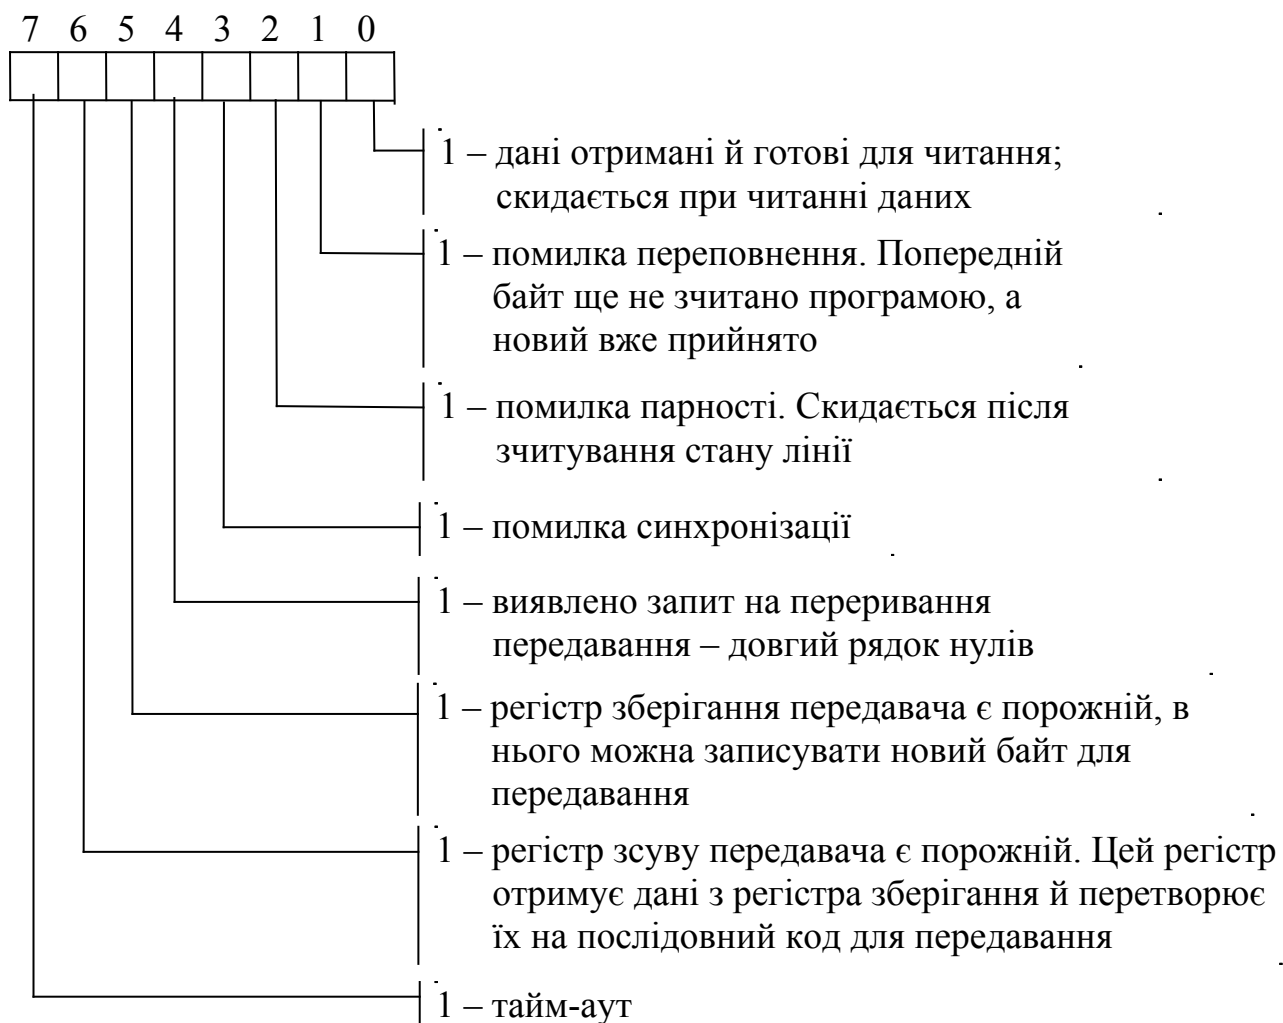 7 6 5 4 3 2 1 0
1 – дані отримані й готові для читання;
скидається при читанні даних
1 – помилка переповнення. Попередній
байт ще не зчитано програмою, а
новий вже прийнято
1 – помилка парності. Скидається після
зчитування стану лінії
1 – помилка синхронізації
1 – виявлено запит на переривання
передавання – довгий рядок нулів
1 – регістр зберігання передавача є порожній, в
нього можна записувати новий байт для
передавання
1 – регістр зсуву передавача є порожній. Цей регістр
отримує дані з регістра зберігання й перетворює
їх на послідовний код для передавання
1 – тайм-аут